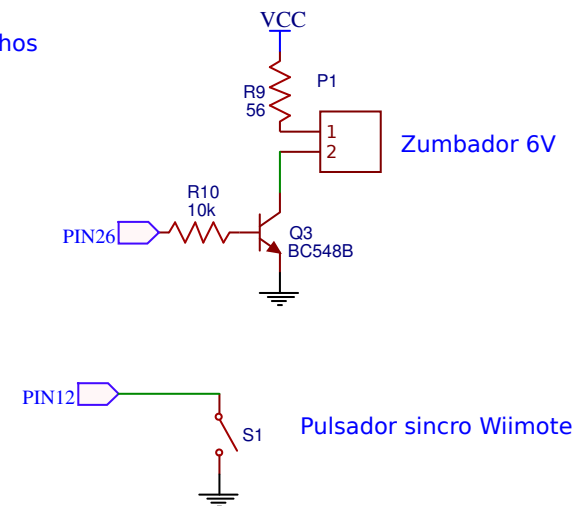 VCC
hos
R9
56
P1
1
2
Zumbador 6V
R10
10k
PIN26
Q3
BC548B
PIN12
S1
Pulsador sincro Wiimote